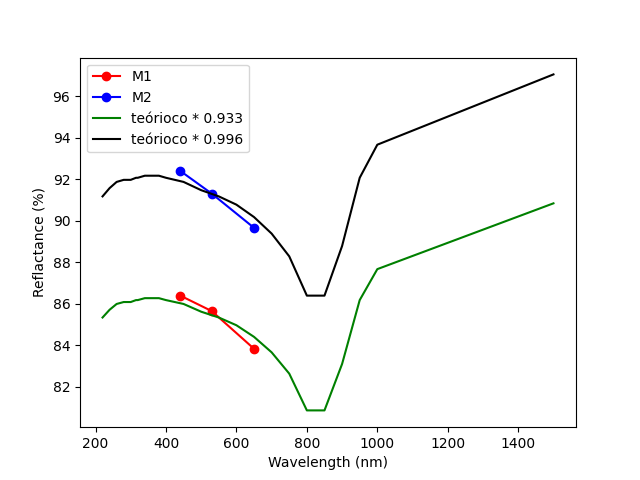 M1
M2
teórioco * 0.933
teórioco * 0.996
96
94
92
90
88
86
84
82
Reflactance (%)
200 400 600 800 1000 1200 1400
Wavelength (nm)